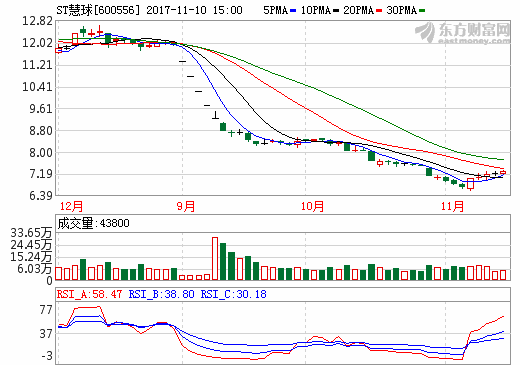 ST慧球[600556] 2017-11-10 15:00 5PMA 10PMA 20PMA 30PMA
东方财富网
eastmoney.com
12.82
12.02
11.21
10.41
9.61
8.80
8.00
7.19
6.39
12月 9月 10月 11月
成交量:43800
33.65万
24.45万
15.24万
6.03万
0
RSI_A:58.47 RSI_B:38.80 RSI_C:30.18
77
37
-3